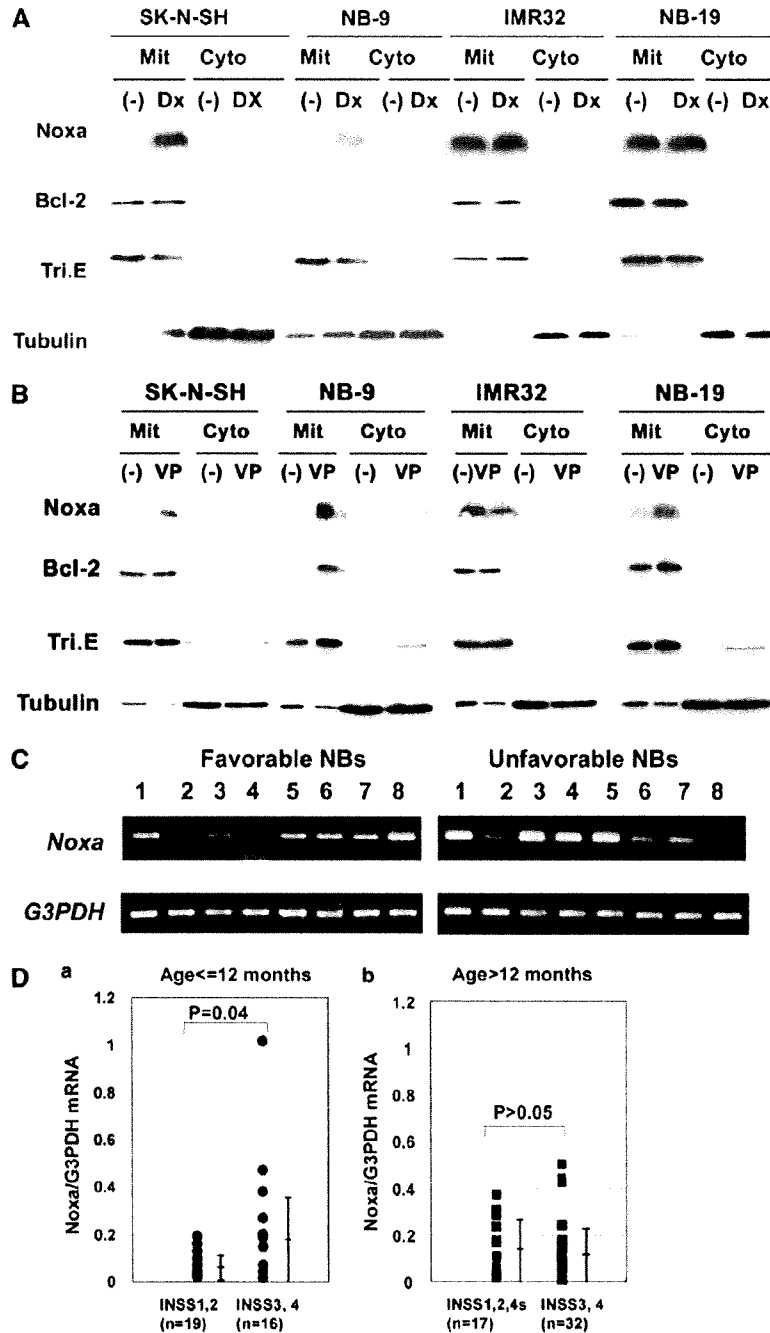 A
SK-N-SH NB-9 IMR32 NB-19
Mit Cyto Mit Cyto Mit Cyto Mit Cyto
(-) Dx (-) DX (-) Dx (-) Dx (-) Dx (-) Dx (-) Dx (-) Dx
Noxa
Bcl-2
Tri.E
Tubulin
B
SK-N-SH NB-9 IMR32 NB-19
Mit Cyto Mit Cyto Mit Cyto Mit Cyto
(-) VP (-) VP (-) VP (-) VP (-) VP (-) VP (-) VP (-) VP
Noxa
Bcl-2
Tri.E
Tubulin
C
Favorable NBs Unfavorable NBs
1 2 3 4 5 6 7 8 1 2 3 4 5 6 7 8
Noxa
G3PDH
D
a Age<=12 months
Noxa/G3PDH mRNA
1.2
1
0.8
0.6
0.4
0.2
0
P=0.04
INSS1,2 INSS3, 4
(n=19) (n=16)
b Age>12 months
Noxa/G3PDH mRNA
1.2
1
0.8
0.6
0.4
0.2
0
P>0.05
INSS1,2,4s INSS3, 4
(n=17) (n=32)